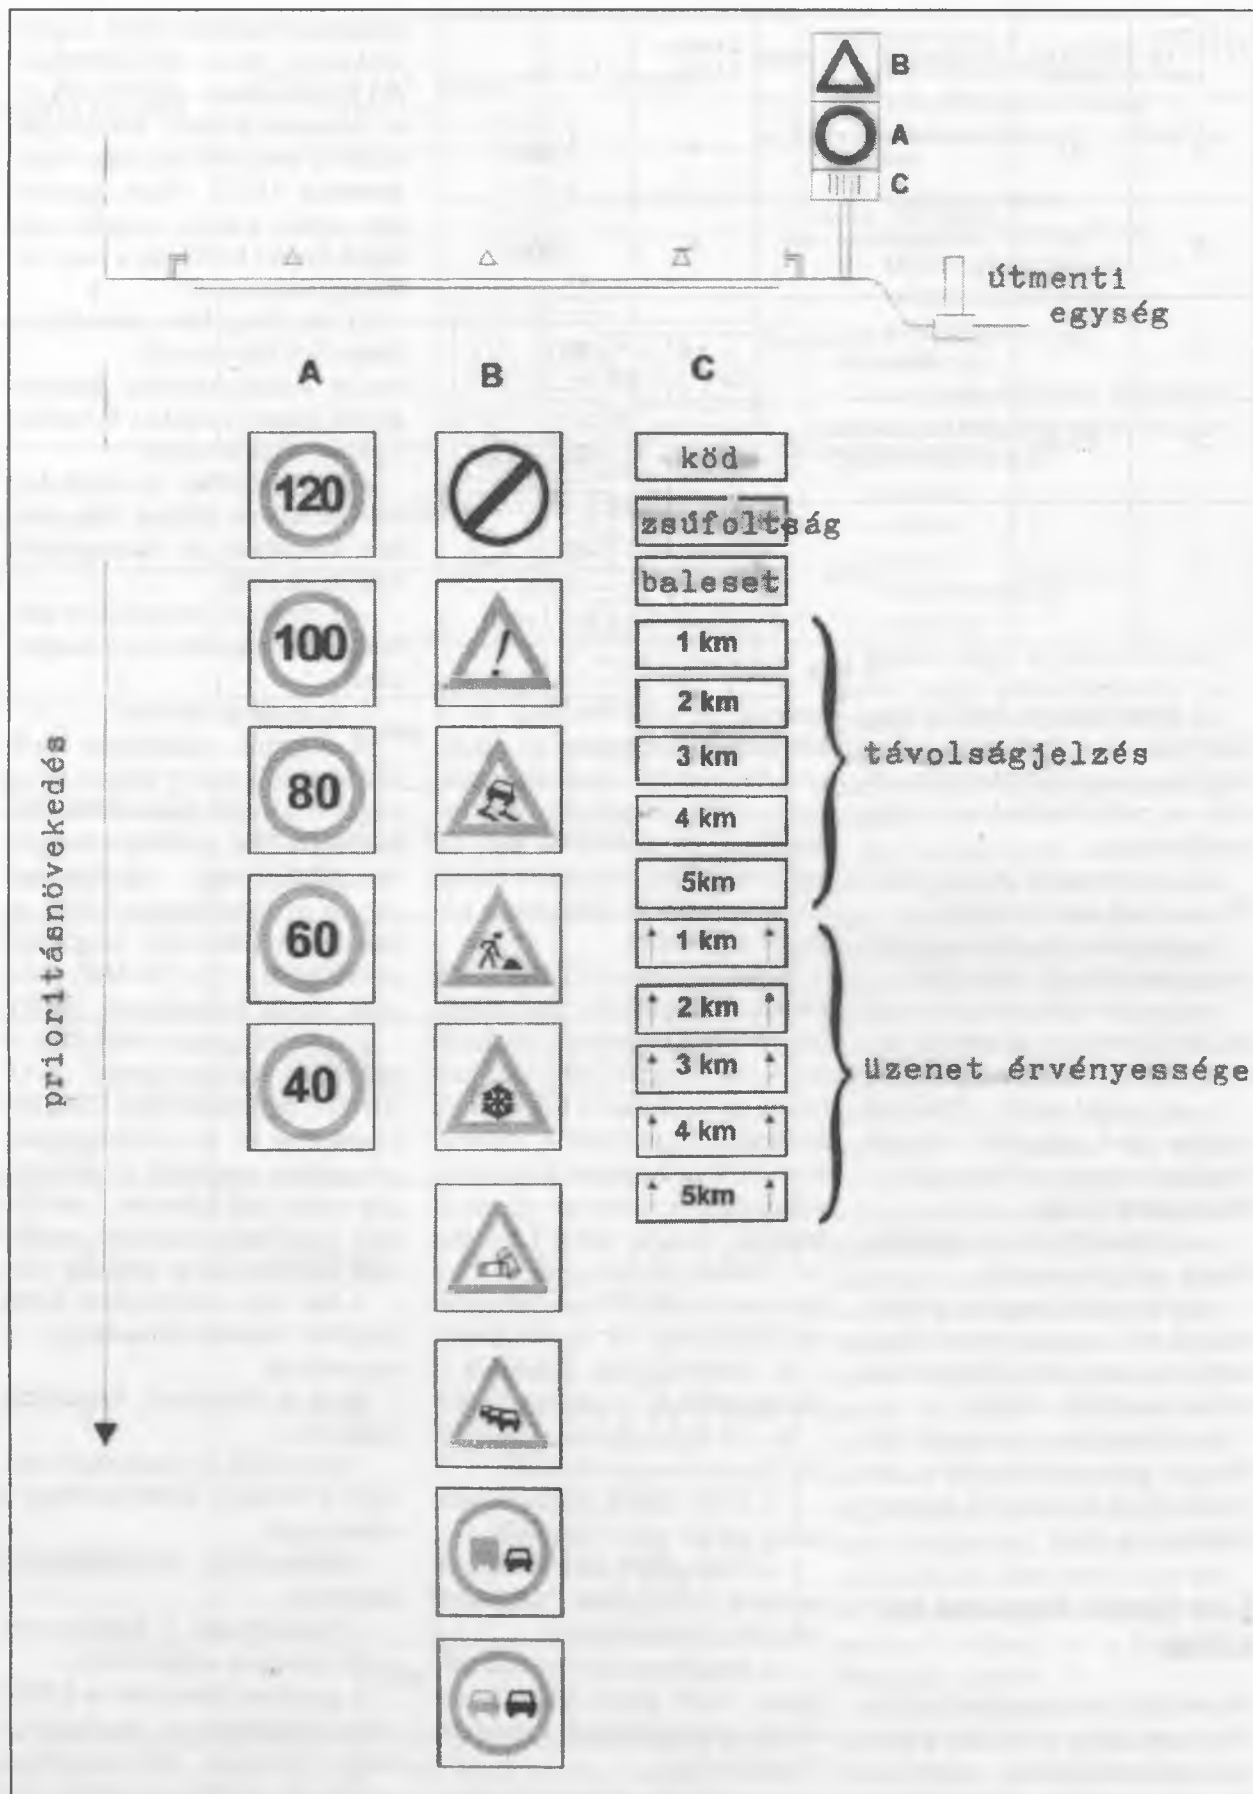 B
A
C
útmenti
egység
A
B
C
120
100
80
60
40
köd
zsúfoltság
baleset
1 km
2 km
3 km
4 km
5km
1 km
2 km
3 km
4 km
5km
távolságjelzés
üzenet érvényessége
prioritásnövekedés